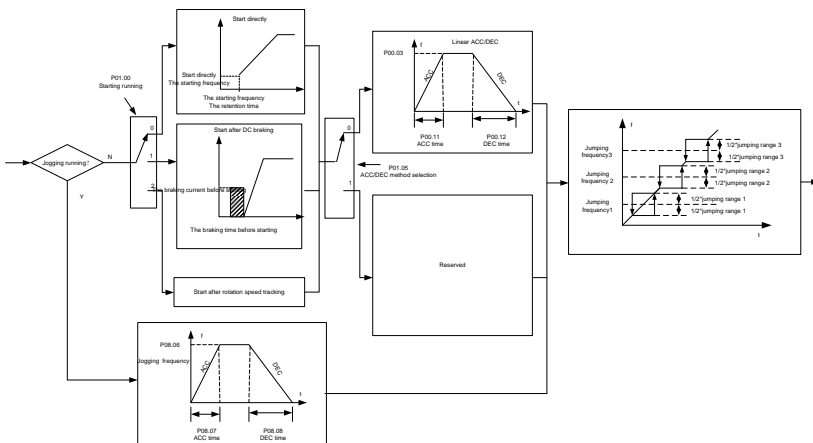 P01.00
Starting running
Jogging running?
N
Y
0
1
2
Start directly
Start directly
The starting frequency
The starting frequency
The retention time
Start after DC braking
The braking current before starting
The braking time before starting
Start after rotation speed tracking
0
1
P01.05
ACC/DEC method selection
f
Linear ACC/DEC
P00.03
ACC
DEC
t
P00.11
ACC time
P00.12
DEC time
Reserved
f
P08.06
Jogging frequency
ACC
DEC
t
P08.07
ACC time
P08.08
DEC time
f
Jumping
frequency3
Jumping
frequency 2
Jumping
frequency1
1/2*jumping range 3
1/2*jumping range 3
1/2*jumping range 2
1/2*jumping range 2
1/2*jumping range 1
1/2*jumping range 1
t